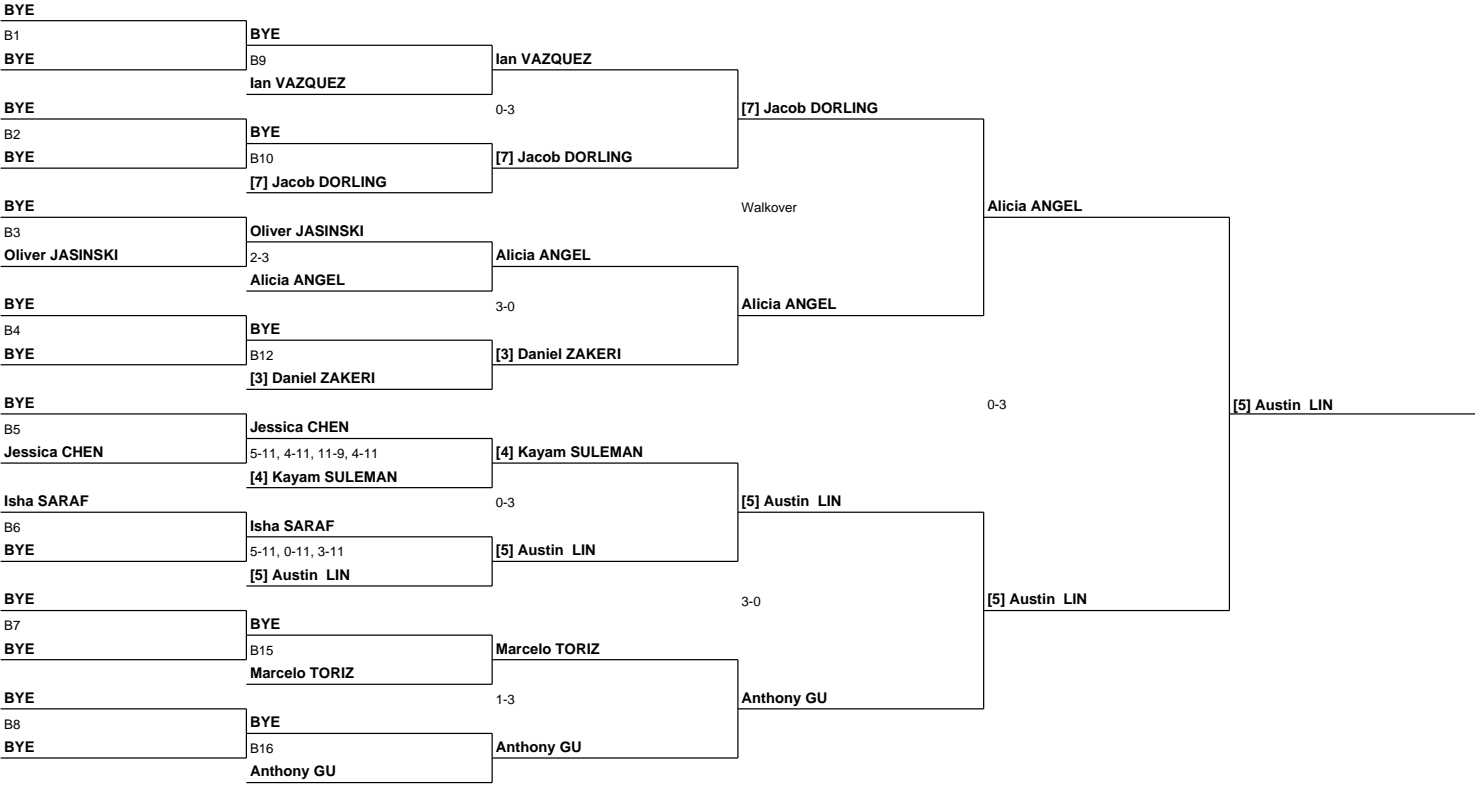 BYE
B1
BYE
BYE
B2
BYE
BYE
B3
Oliver JASINSKI
BYE
B4
BYE
BYE
B5
Jessica CHEN
Isha SARAF
B6
BYE
BYE
B7
BYE
BYE
B8
BYE
BYE
B9
Ian VAZQUEZ
BYE
B10
[7] Jacob DORLING
Oliver JASINSKI
2-3
Alicia ANGEL
BYE
B12
[3] Daniel ZAKERI
Jessica CHEN
5-11, 4-11, 11-9, 4-11
[4] Kayam SULEMAN
Isha SARAF
5-11, 0-11, 3-11
[5] Austin LIN
BYE
B15
Marcelo TORIZ
BYE
B16
Anthony GU
Ian VAZQUEZ
0-3
[7] Jacob DORLING
Alicia ANGEL
3-0
[3] Daniel ZAKERI
[4] Kayam SULEMAN
0-3
[5] Austin LIN
Marcelo TORIZ
1-3
Anthony GU
[7] Jacob DORLING
Walkover
Alicia ANGEL
[5] Austin LIN
3-0
Anthony GU
Alicia ANGEL
0-3
[5] Austin LIN
[5] Austin LIN